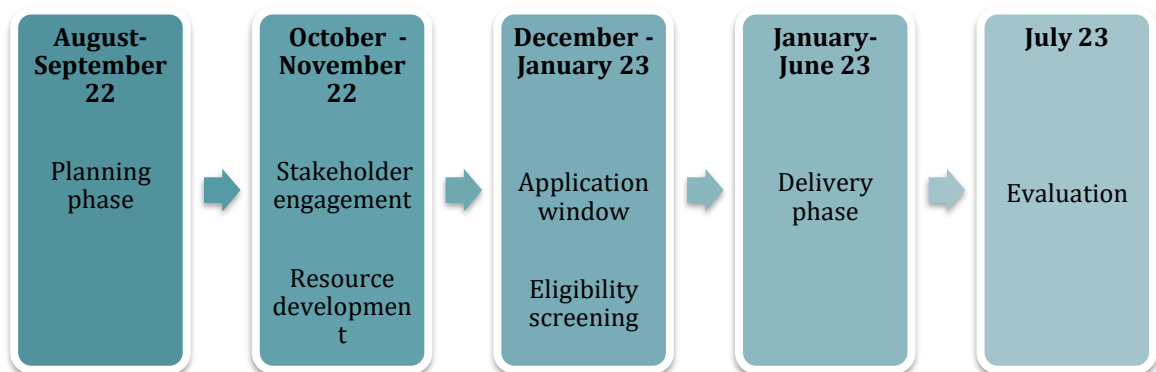 August-
September
22
Planning
phase
October -
November
22
Stakeholder
engagement
Resource
developmen
t
December -
January 23
Application
window
Eligibility
screening
January-
June 23
Delivery
phase
July 23
Evaluation